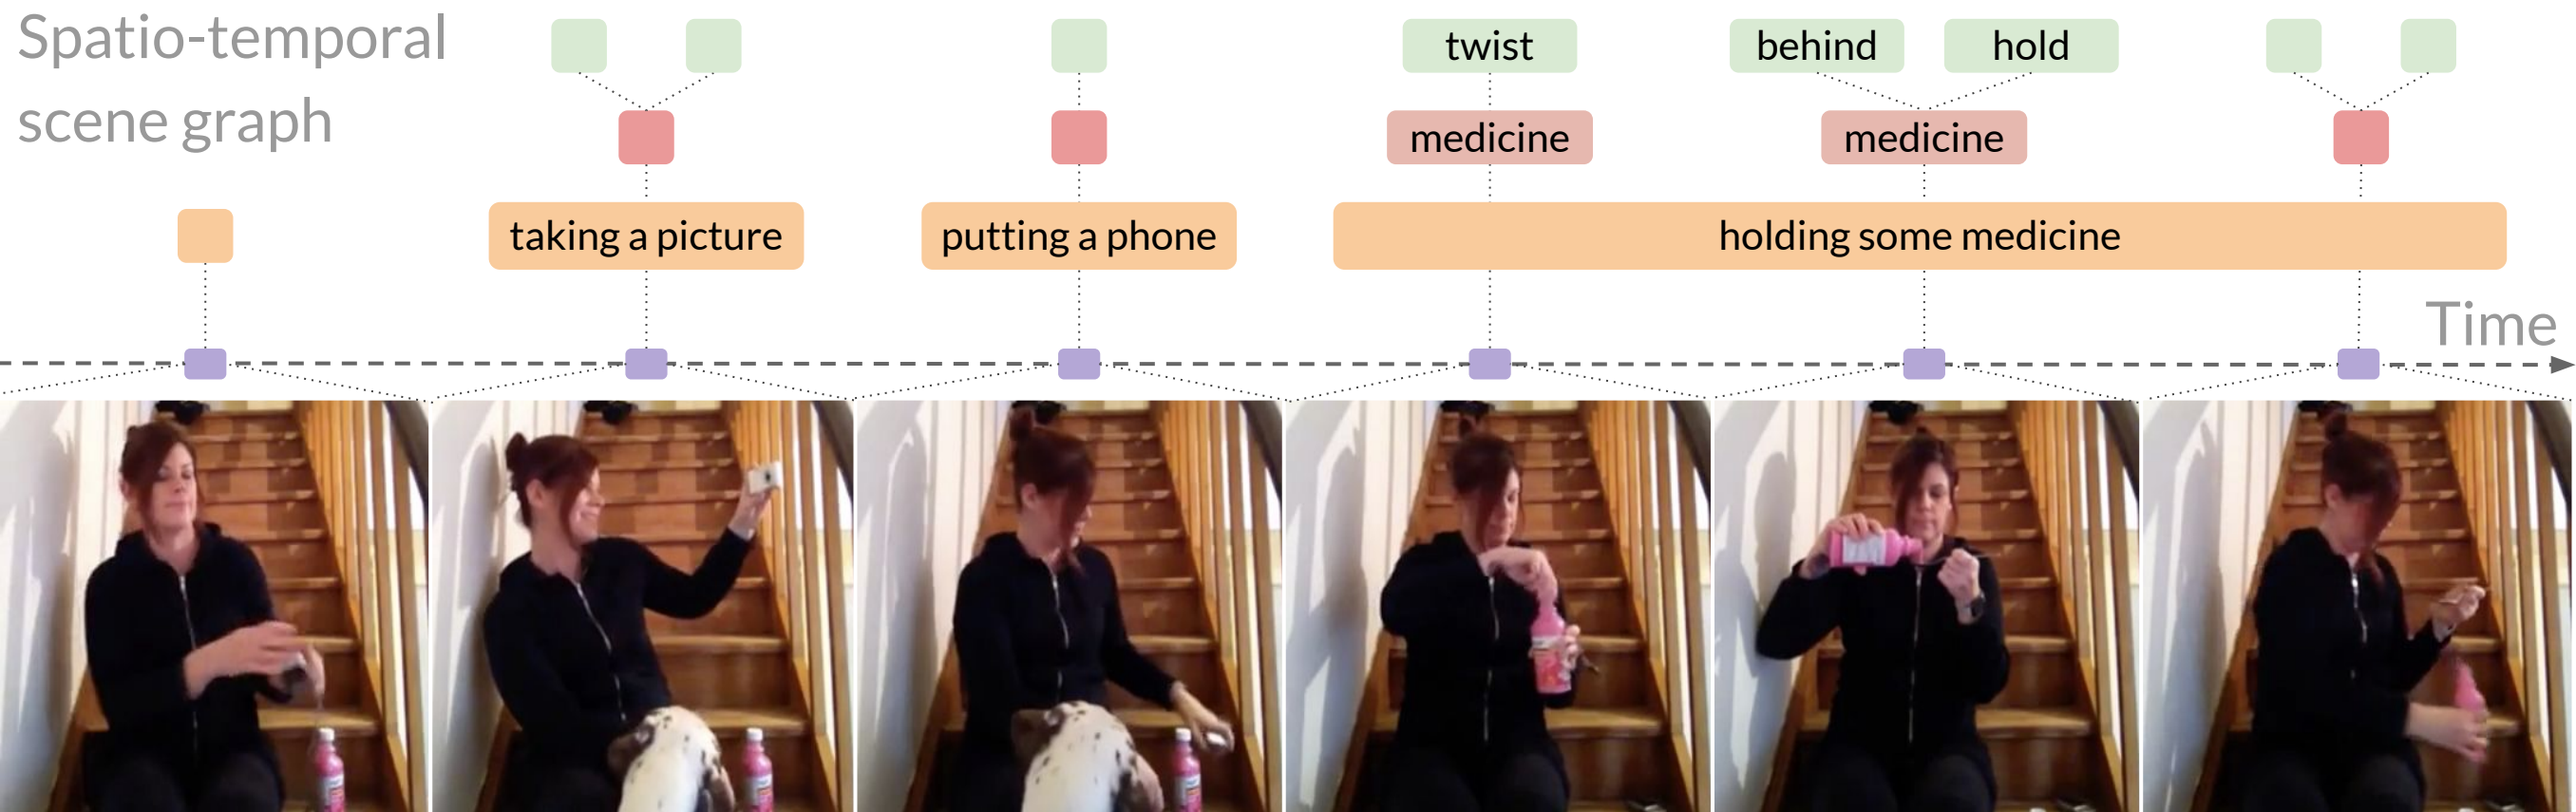 Spatio-temporal
scene graph
twist
behind
hold
medicine
medicine
taking a picture
putting a phone
holding some medicine
Time